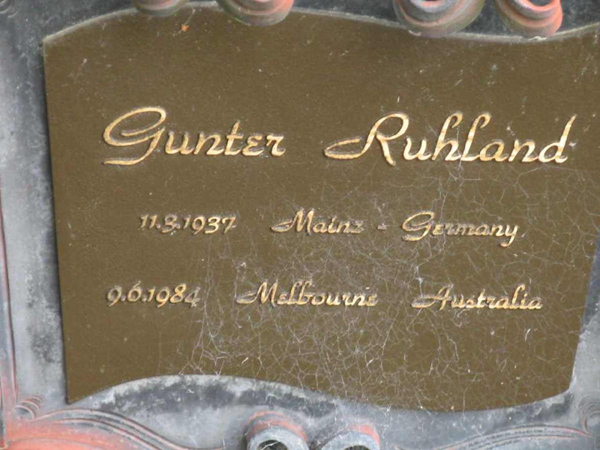 Gunter Ruhland
11.3.1937 Mainz - Germany
9.6.1984 Melbourne Australia